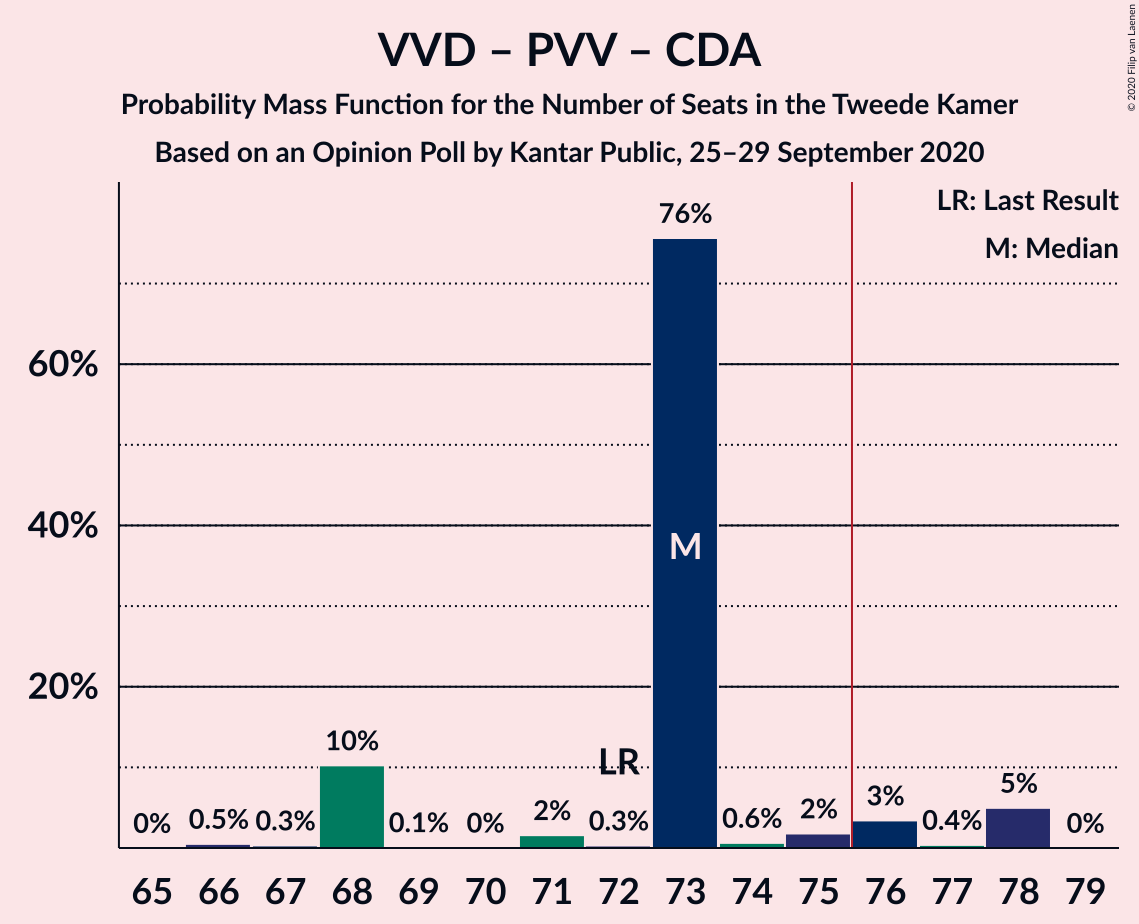 VVD – PVV – CDA
Probability Mass Function for the Number of Seats in the Tweede Kamer
Based on an Opinion Poll by Kantar Public, 25–29 September 2020
© 2020 Filip van Laenen
LR: Last Result
M: Median
60%
40%
20%
0%
0.5%
0.3%
10%
0.1%
0%
2%
0.3%
LR
76%
M
0.6%
2%
3%
0.4%
5%
0%
65 66 67 68 69 70 71 72 73 74 75 76 77 78 79